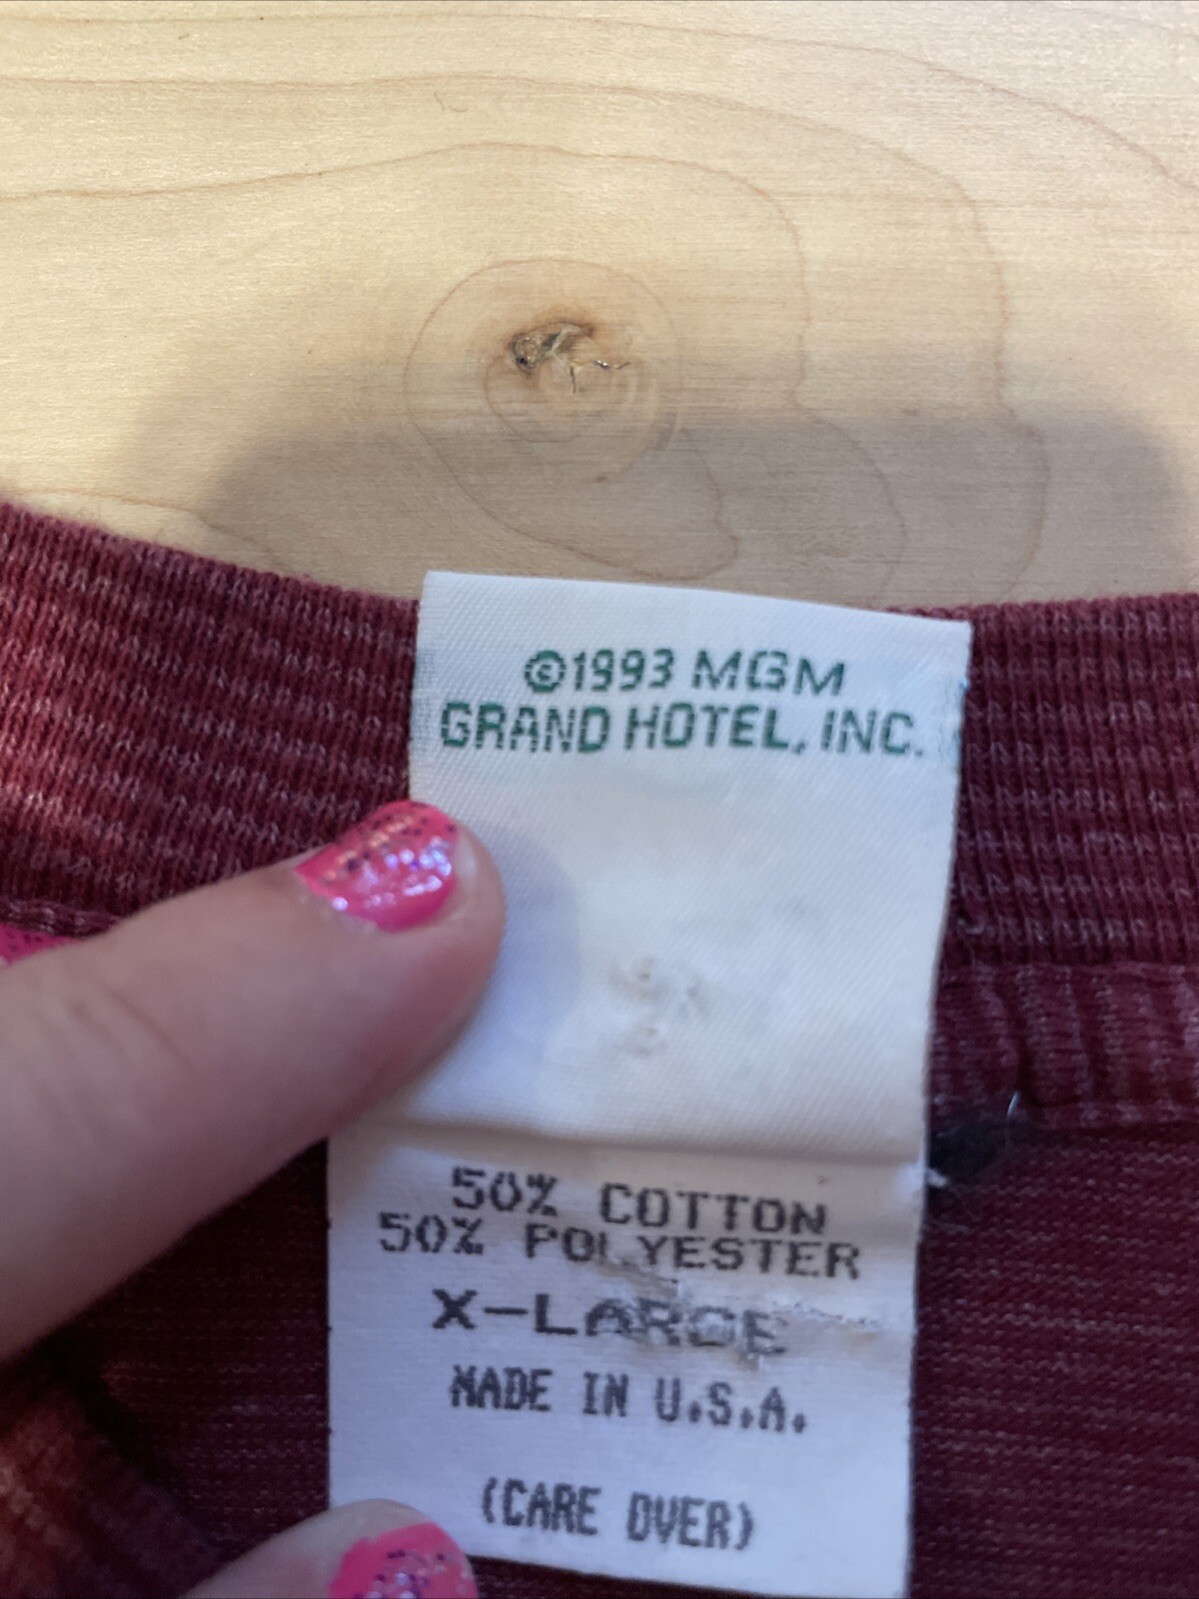 ©1993 MGM
GRAND HOTEL, INC.
50% COTTON
50% POLYESTER
X-LARGE
MADE IN U.S.A.
(CARE OVER)